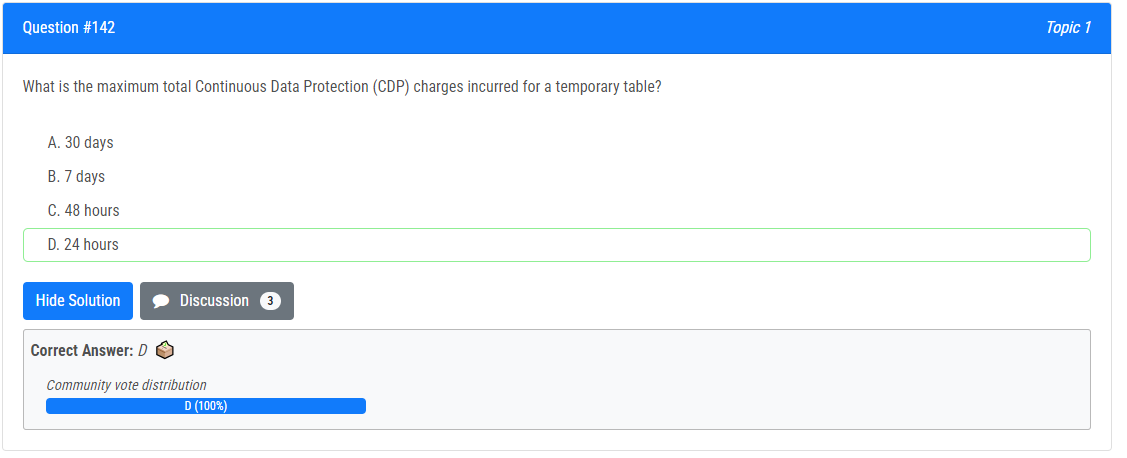 Question #142 Topic 1
What is the maximum total Continuous Data Protection (CDP) charges incurred for a temporary table?
A. 30 days
B. 7 days
C. 48 hours
D. 24 hours
Hide Solution Discussion 3
Correct Answer: D
Community vote distribution
D (100%)